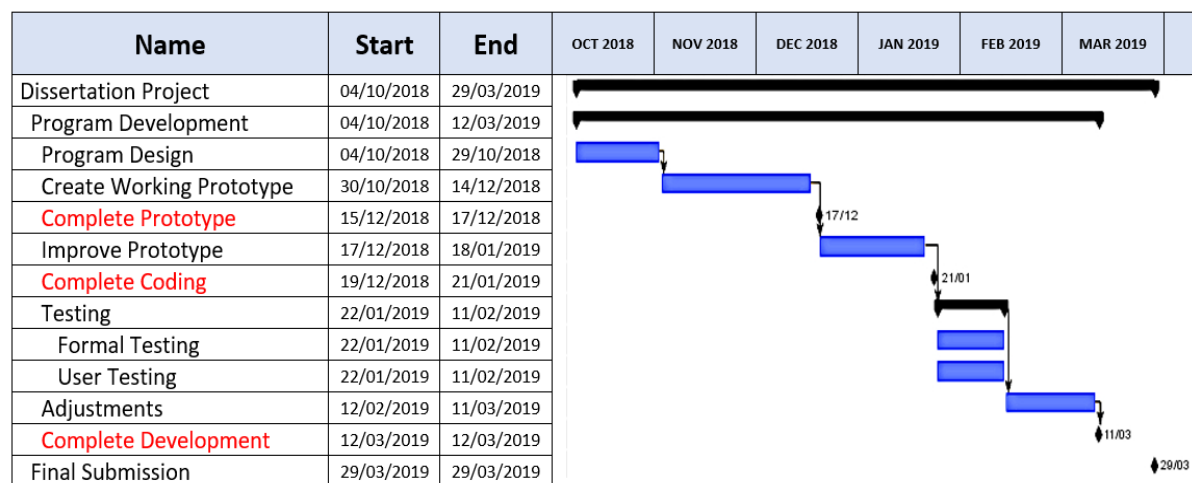 Name Start End OCT 2018 NOV 2018 DEC 2018 JAN 2019 FEB 2019 MAR 2019
Dissertation Project 04/10/2018 29/03/2019
Program Development 04/10/2018 12/03/2019
Program Design 04/10/2018 29/10/2018
Create Working Prototype 30/10/2018 14/12/2018
Complete Prototype 15/12/2018 17/12/2018 17/12
Improve Prototype 17/12/2018 18/01/2019
Complete Coding 19/12/2018 21/01/2019 21/01
Testing 22/01/2019 11/02/2019
Formal Testing 22/01/2019 11/02/2019
User Testing 22/01/2019 11/02/2019
Adjustments 12/02/2019 11/03/2019
Complete Development 12/03/2019 12/03/2019 11/03
Final Submission 29/03/2019 29/03/2019 29/03